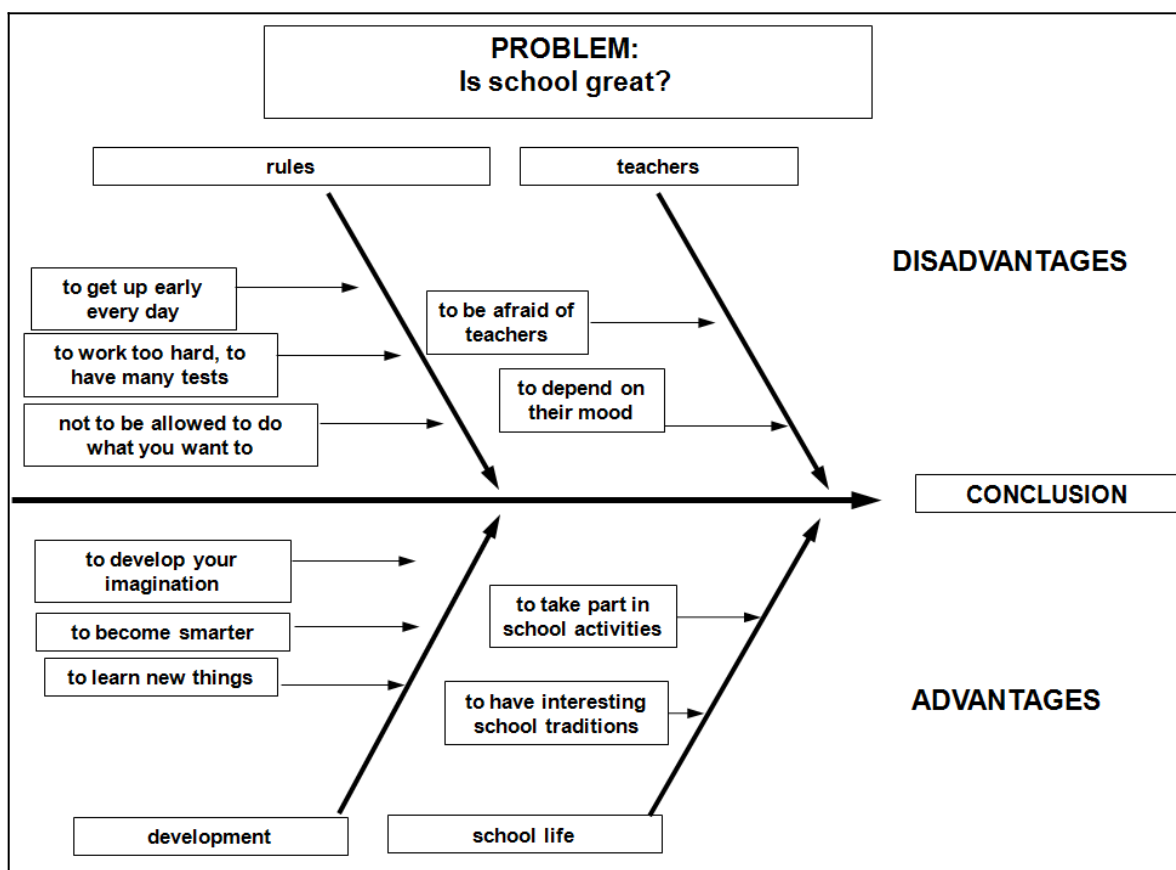 PROBLEM:
Is school great?
rules
teachers
DISADVANTAGES
to get up early
every day
to be afraid of
teachers
to work too hard, to
have many tests
to depend on
their mood
not to be allowed to do
what you want to
CONCLUSION
to develop your
imagination
to take part in
school activities
to become smarter
to learn new things
to have interesting
school traditions
ADVANTAGES
development
school life